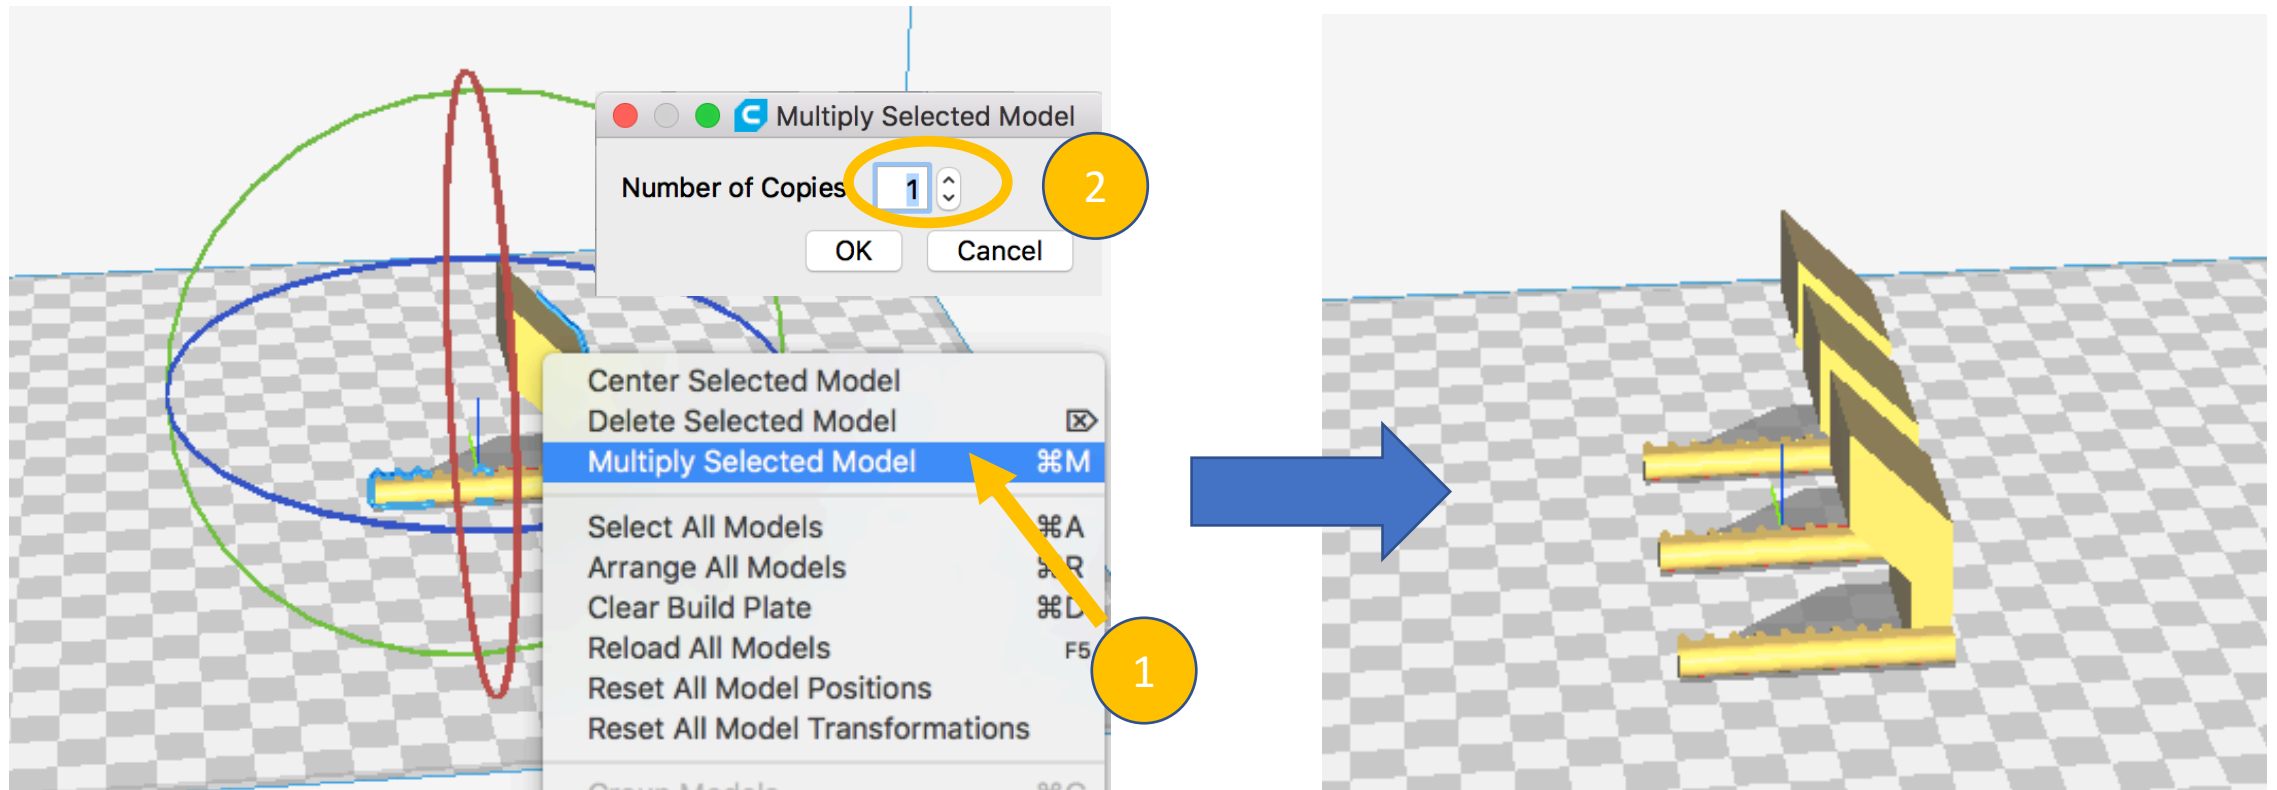 Multiply Selected Model
Number of Copies
1
2
OK
Cancel
Center Selected Model
Delete Selected Model
Multiply Selected Model ⌘M
Select All Models ⌘A
Arrange All Models ⌘R
Clear Build Plate ⌘D
Reload All Models F5
Reset All Model Positions
Reset All Model Transformations
1